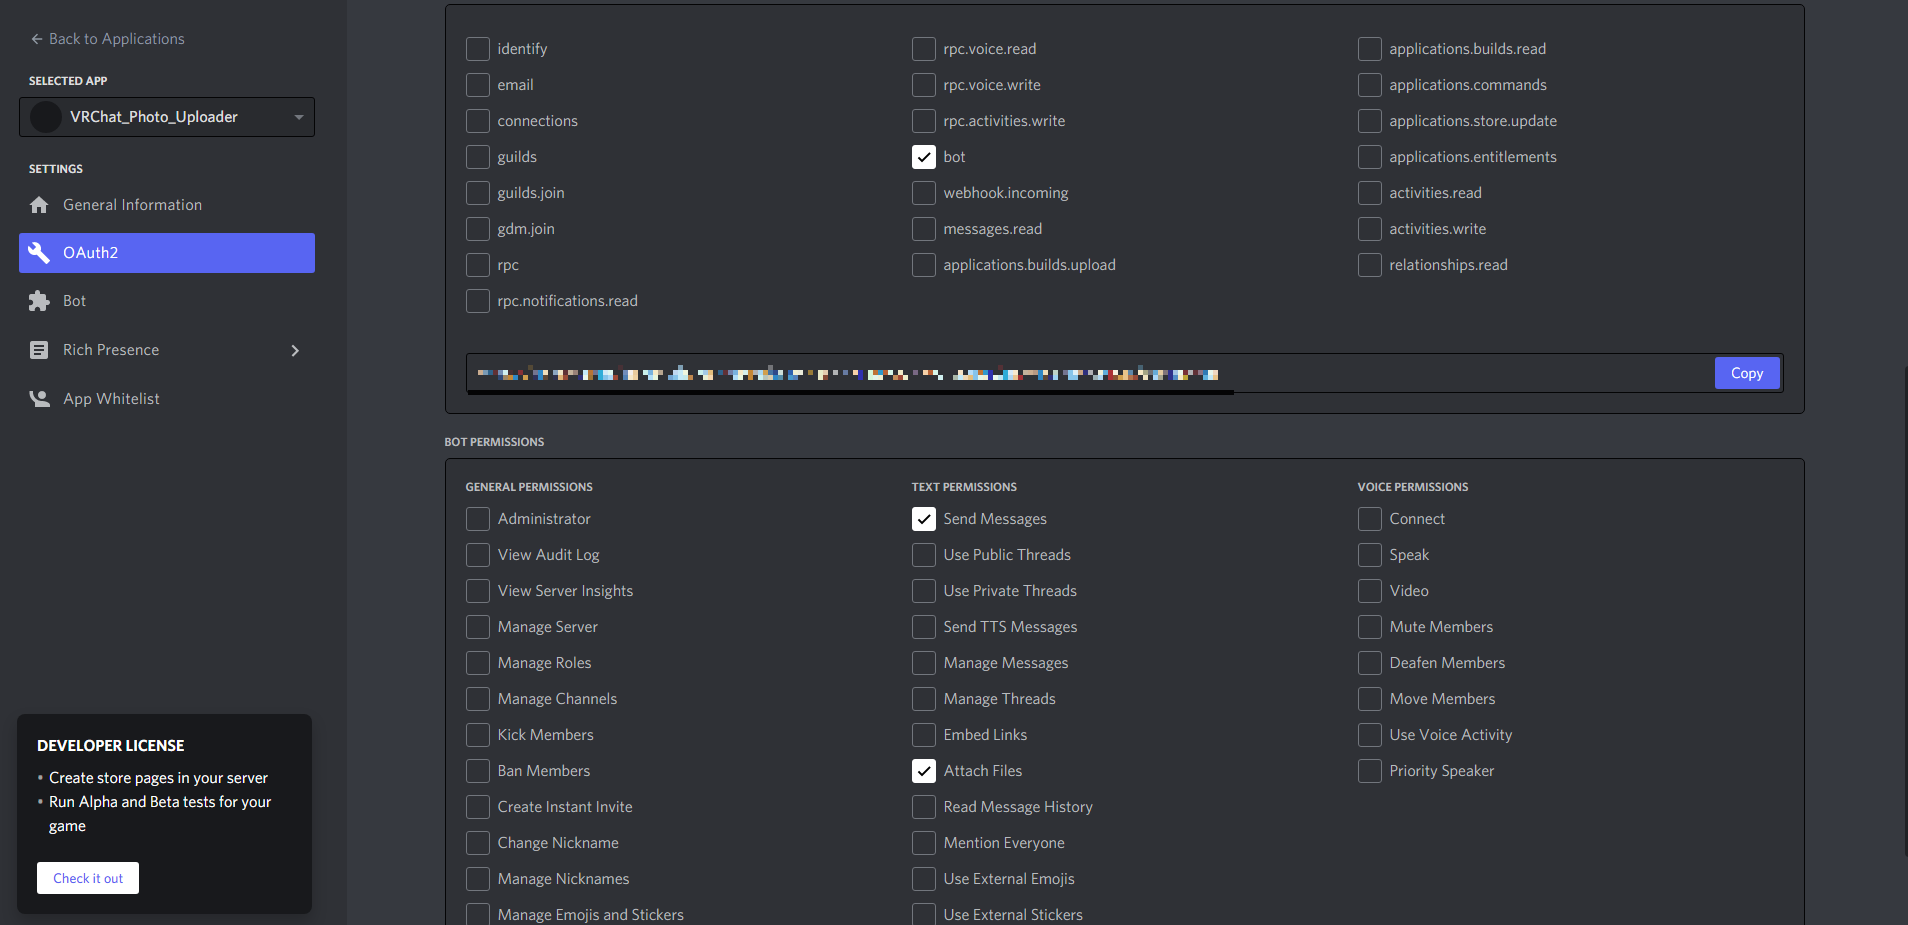 Back to Applications
SELECTED APP
VRChat_Photo_Uploader
SETTINGS
General Information
OAuth2
Bot
Rich Presence
App Whitelist
DEVELOPER LICENSE
• Create store pages in your server
• Run Alpha and Beta tests for your
game
Check it out
identify
email
connections
guilds
guilds.join
gdm.join
rpc
rpc.notifications.read
rpc.voice.read
rpc.voice.write
rpc.activities.write
bot
webhook.incoming
messages.read
applications.builds.upload
applications.builds.read
applications.commands
applications.store.update
applications.entitlements
activities.read
activities.write
relationships.read
Copy
BOT PERMISSIONS
GENERAL PERMISSIONS
Administrator
View Audit Log
View Server Insights
Manage Server
Manage Roles
Manage Channels
Kick Members
Ban Members
Create Instant Invite
Change Nickname
Manage Nicknames
Manage Emojis and Stickers
TEXT PERMISSIONS
Send Messages
Use Public Threads
Use Private Threads
Send TTS Messages
Manage Messages
Manage Threads
Embed Links
Attach Files
Read Message History
Mention Everyone
Use External Emojis
Use External Stickers
VOICE PERMISSIONS
Connect
Speak
Video
Mute Members
Deafen Members
Move Members
Use Voice Activity
Priority Speaker